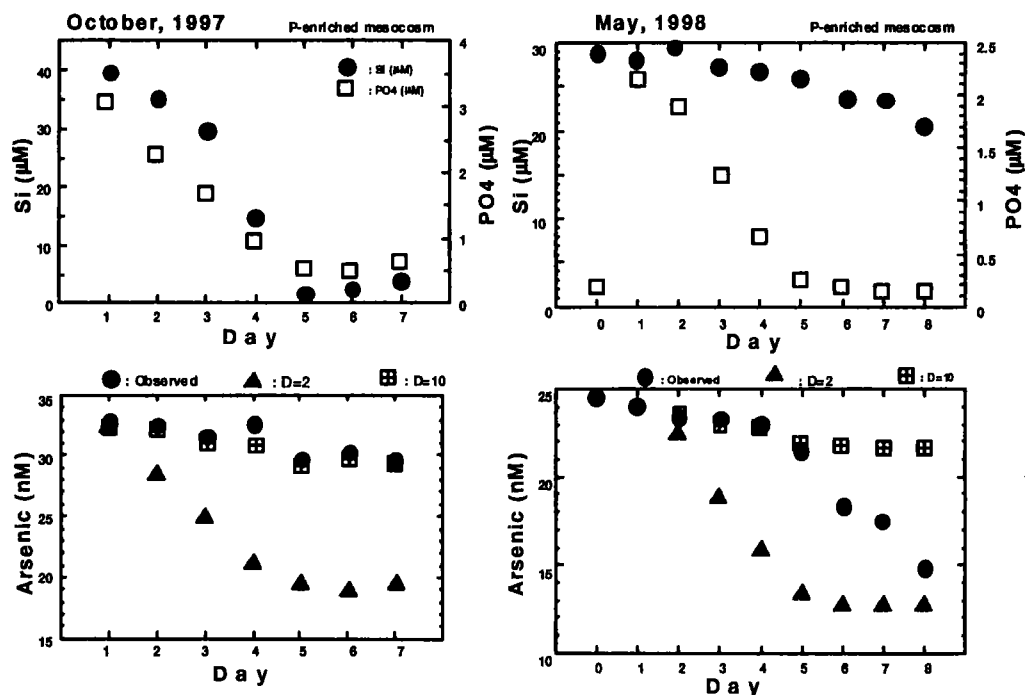 October, 1997
P-enriched mesocosm
Si (µM)
40
30
20
10
0
: Si (µM)
: PO4 (µM)
4
3
2
1
0
PO4 (µM)
1 2 3 4 5 6 7
Day
May, 1998
P-enriched mesocosm
Si (µM)
30
20
10
0
2.5
2
1.5
1
0.5
0
PO4 (µM)
0 1 2 3 4 5 6 7 8
Day
: Observed : D=2 : D=10
Arsenic (nM)
35
30
25
20
15
1 2 3 4 5 6 7
Day
: Observed : D=2 : D=10
Arsenic (nM)
25
20
15
10
0 1 2 3 4 5 6 7 8
Day